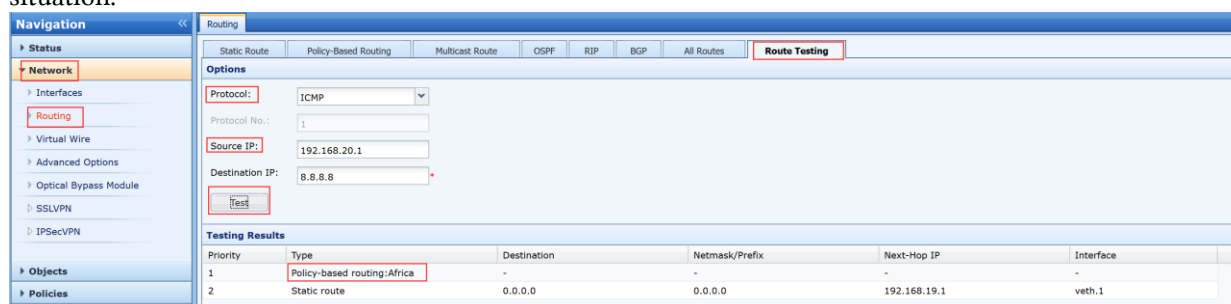 situation.
Navigation «
Status
Network
Interfaces
Routing
Virtual Wire
Advanced Options
Optical Bypass Module
SSLVPN
IPSecVPN
Objects
Policies
Routing
Static Route Policy-Based Routing Multicast Route OSPF RIP BGP All Routes Route Testing
Options
Protocol: ICMP
Protocol No.: 1
Source IP: 192.168.20.1
Destination IP: 8.8.8.8 *
Test
Testing Results
Priority Type Destination Netmask/Prefix Next-Hop IP Interface
1 Policy-based routing:Africa - - - -
2 Static route 0.0.0.0 0.0.0.0 192.168.19.1 veth.1